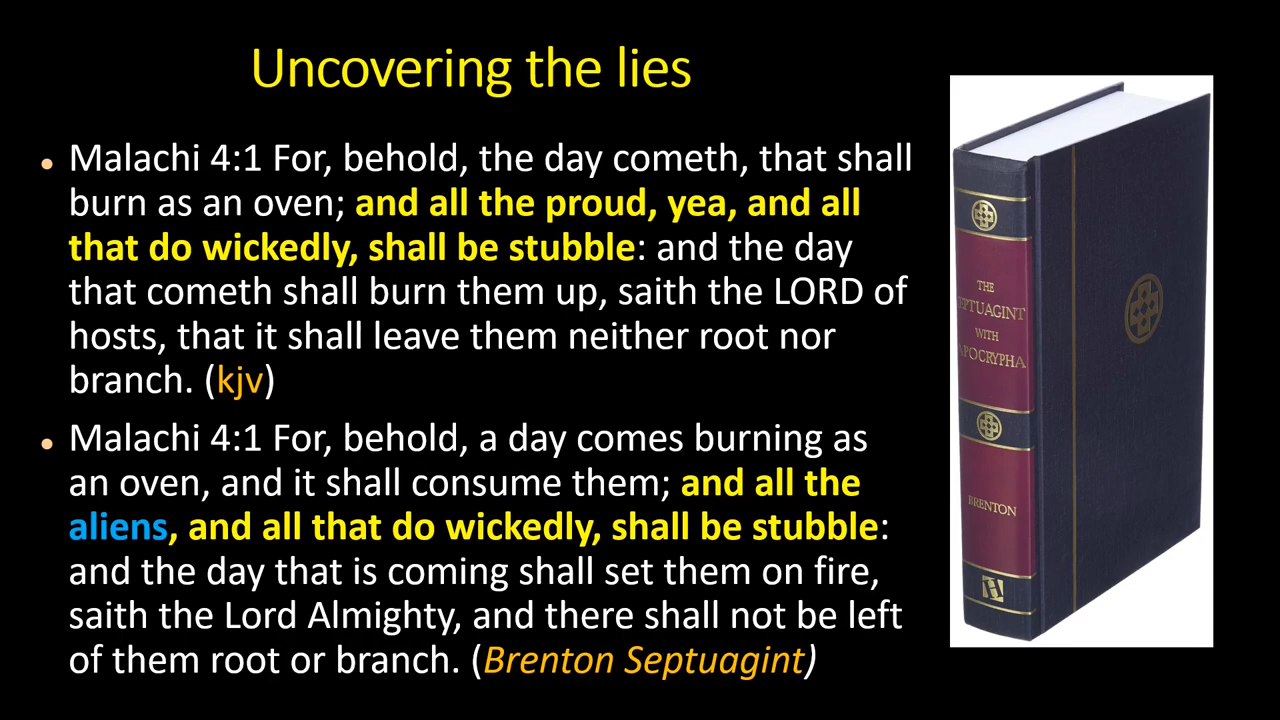 Uncovering the lies
• Malachi 4:1 For, behold, the day cometh, that shall
burn as an oven; and all the proud, yea, and all
that do wickedly, shall be stubble: and the day
that cometh shall burn them up, saith the LORD of
hosts, that it shall leave them neither root nor
branch. (kjv)
• Malachi 4:1 For, behold, a day comes burning as
an oven, and it shall consume them; and all the
aliens, and all that do wickedly, shall be stubble:
and the day that is coming shall set them on fire,
saith the Lord Almighty, and there shall not be left
of them root or branch. (Brenton Septuagint)
THE
EPTUAGINT
WITH
APOCRYPHA
BRENTON